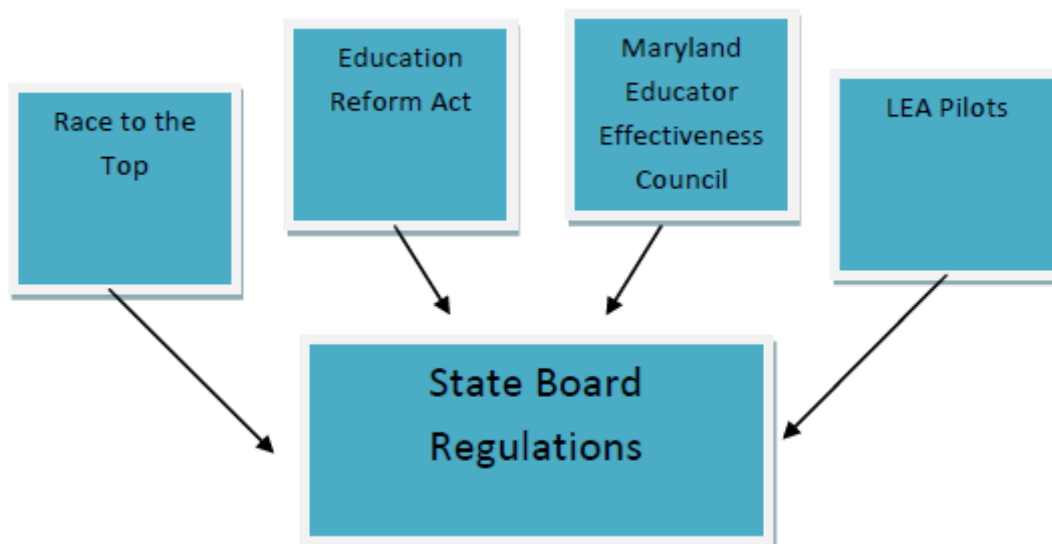 Race to the
Top
Education
Reform Act
Maryland
Educator
Effectiveness
Council
LEA Pilots
State Board
Regulations